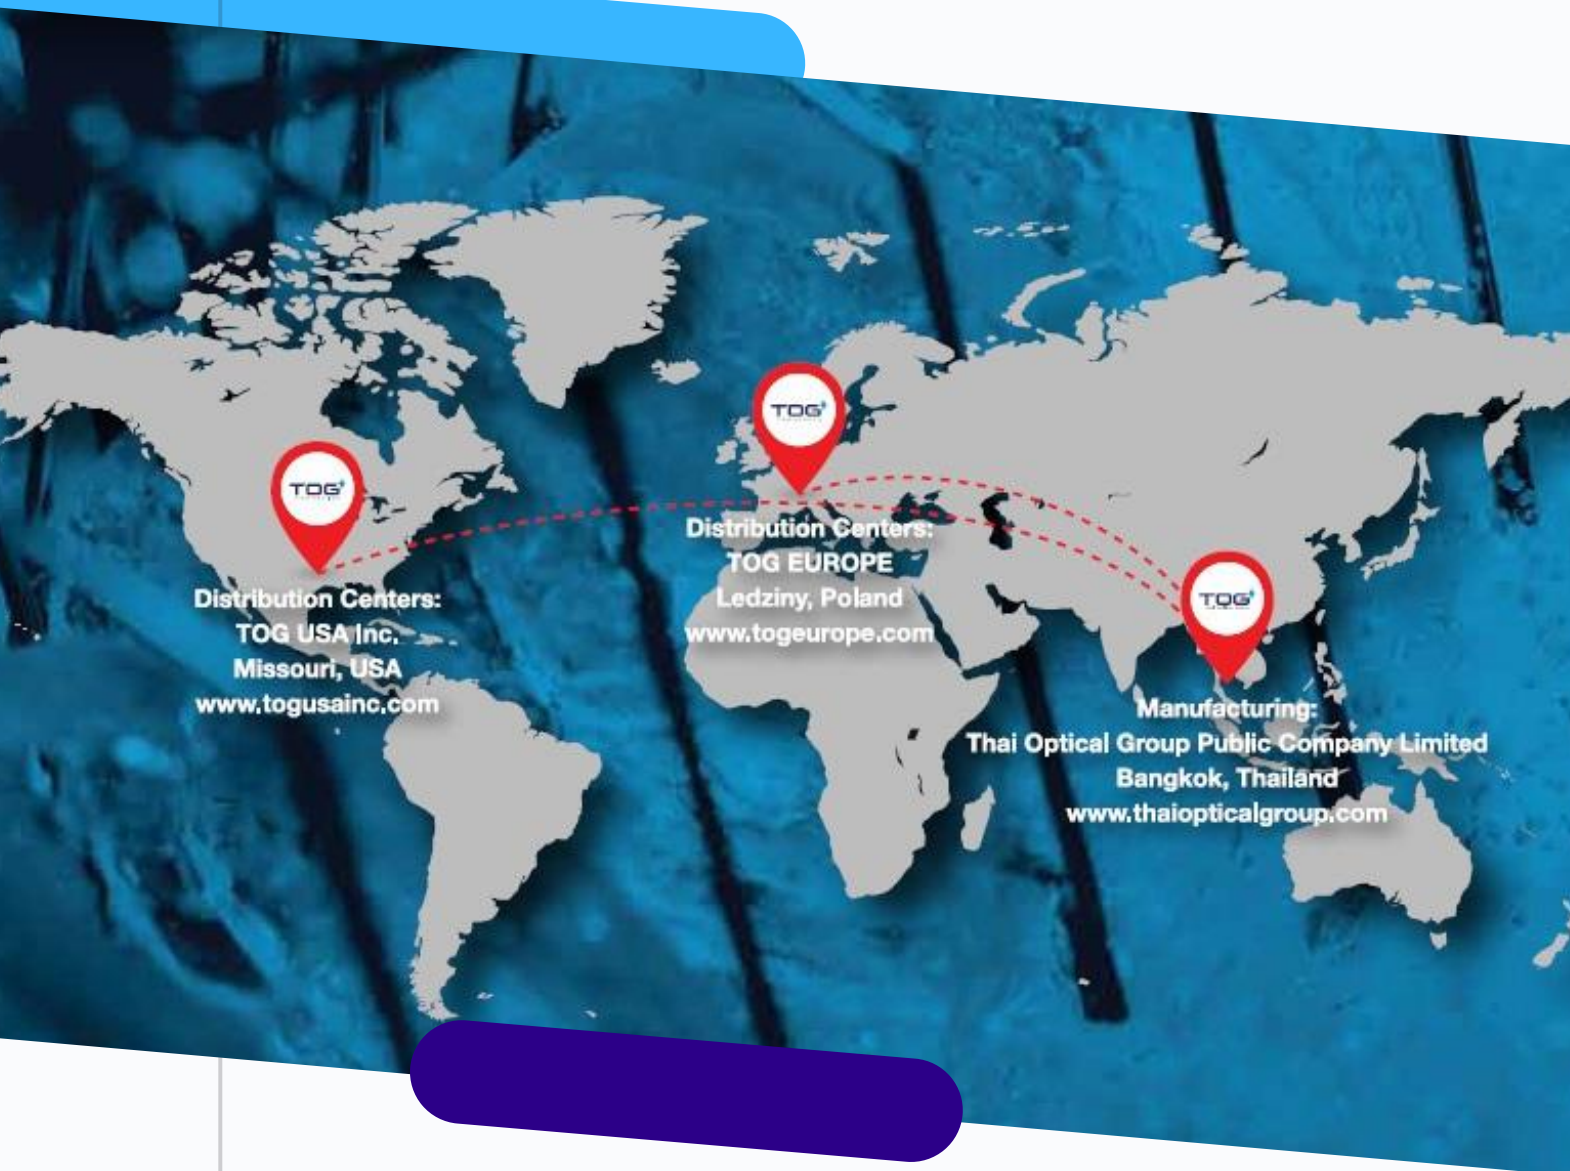 TOG
Distribution Centers:
TOG USA Inc.
Missouri, USA
www.togusainc.com
TOG
Distribution Centers:
TOG EUROPE
Ledziny, Poland
www.togeurope.com
TOG
Manufacturing:
Thai Optical Group Public Company Limited
Bangkok, Thailand
www.thaiopticalgroup.com